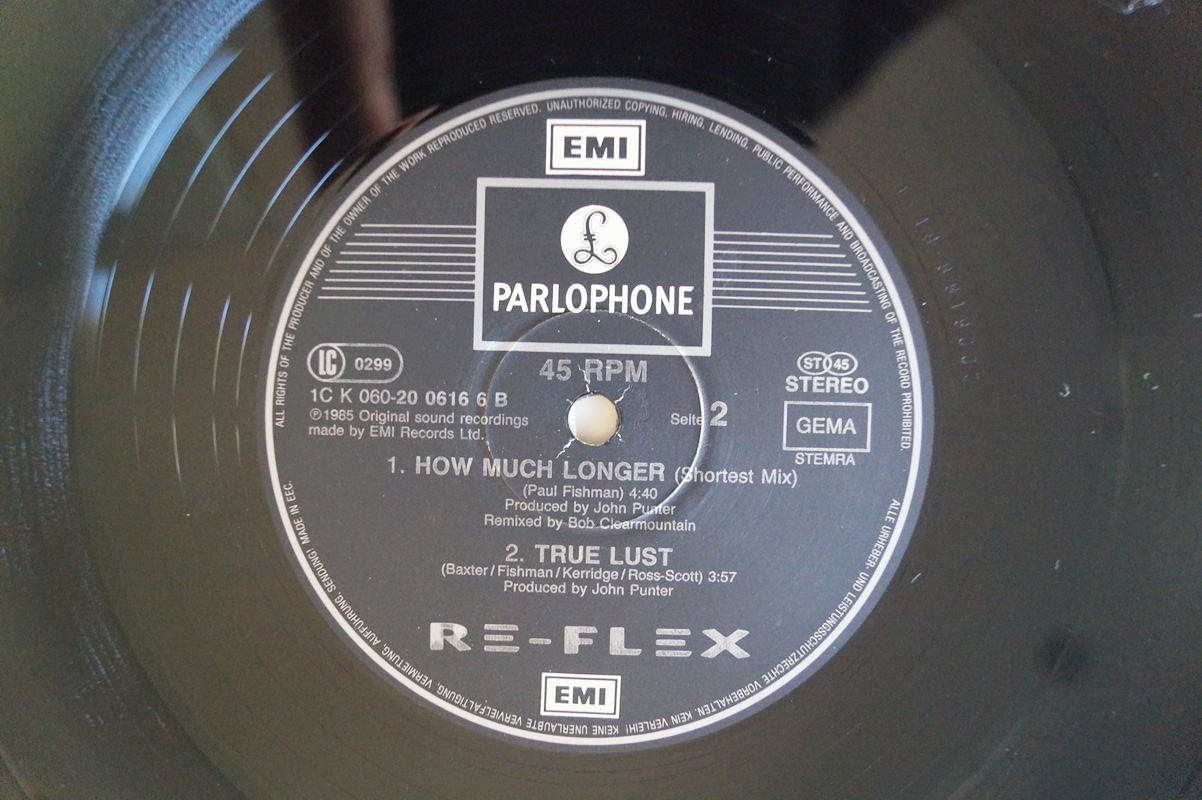 ALL RIGHTS OF THE PRODUCER AND OF THE OWNER OF THE WORK REPRODUCED RESERVED. UNAUTHORIZED COPYING, HIRING, LENDING, PUBLIC PERFORMANCE AND BROADCASTING OF THE RECORD PROHIBITED.
EMI
£
PARLOPHONE
45 RPM
LC 0299
ST 45
STEREO
1C K 060-20 0616 6 B
℗1985 Original sound recordings
made by EMI Records Ltd.
Seite 2
GEMA
STEMRA
1. HOW MUCH LONGER (Shortest Mix)
(Paul Fishman) 4:40
Produced by John Punter
Remixed by Bob Clearmountain
2. TRUE LUST
(Baxter/Fishman/Kerridge/Ross-Scott) 3:57
Produced by John Punter
RE-FLEX
EMI
ALLE URHEBER- UND LEISTUNGSSCHUTZRECHTE VORBEHALTEN. KEIN VERLEIH! KEINE UNERLAUBTE VERVIELFÄLTIGUNG, VERMIETUNG, AUFFÜHRUNG, SENDUNG! MADE IN EEC.